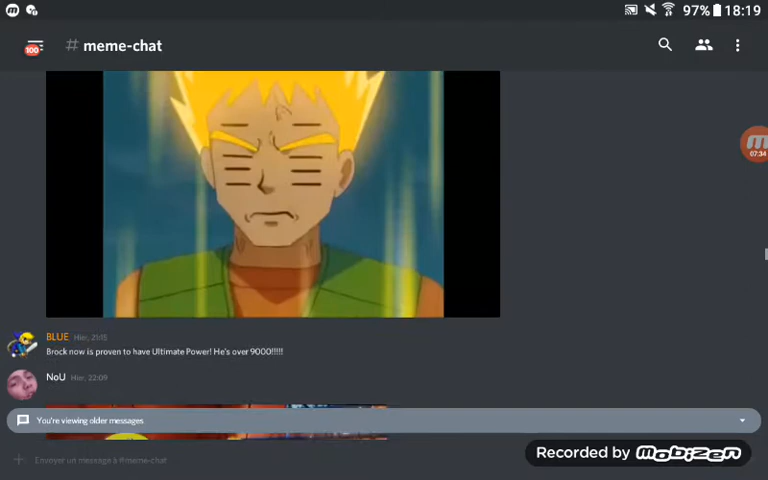 97% 18:19
100
# meme-chat
07:34
BLUE Hier, 21:15
Brock now is proven to have Ultimate Power! He's over 9000!!!!!
NoU Hier, 22:09
You're viewing older messages
Envoyer un message à #meme-chat
Recorded by mobizen